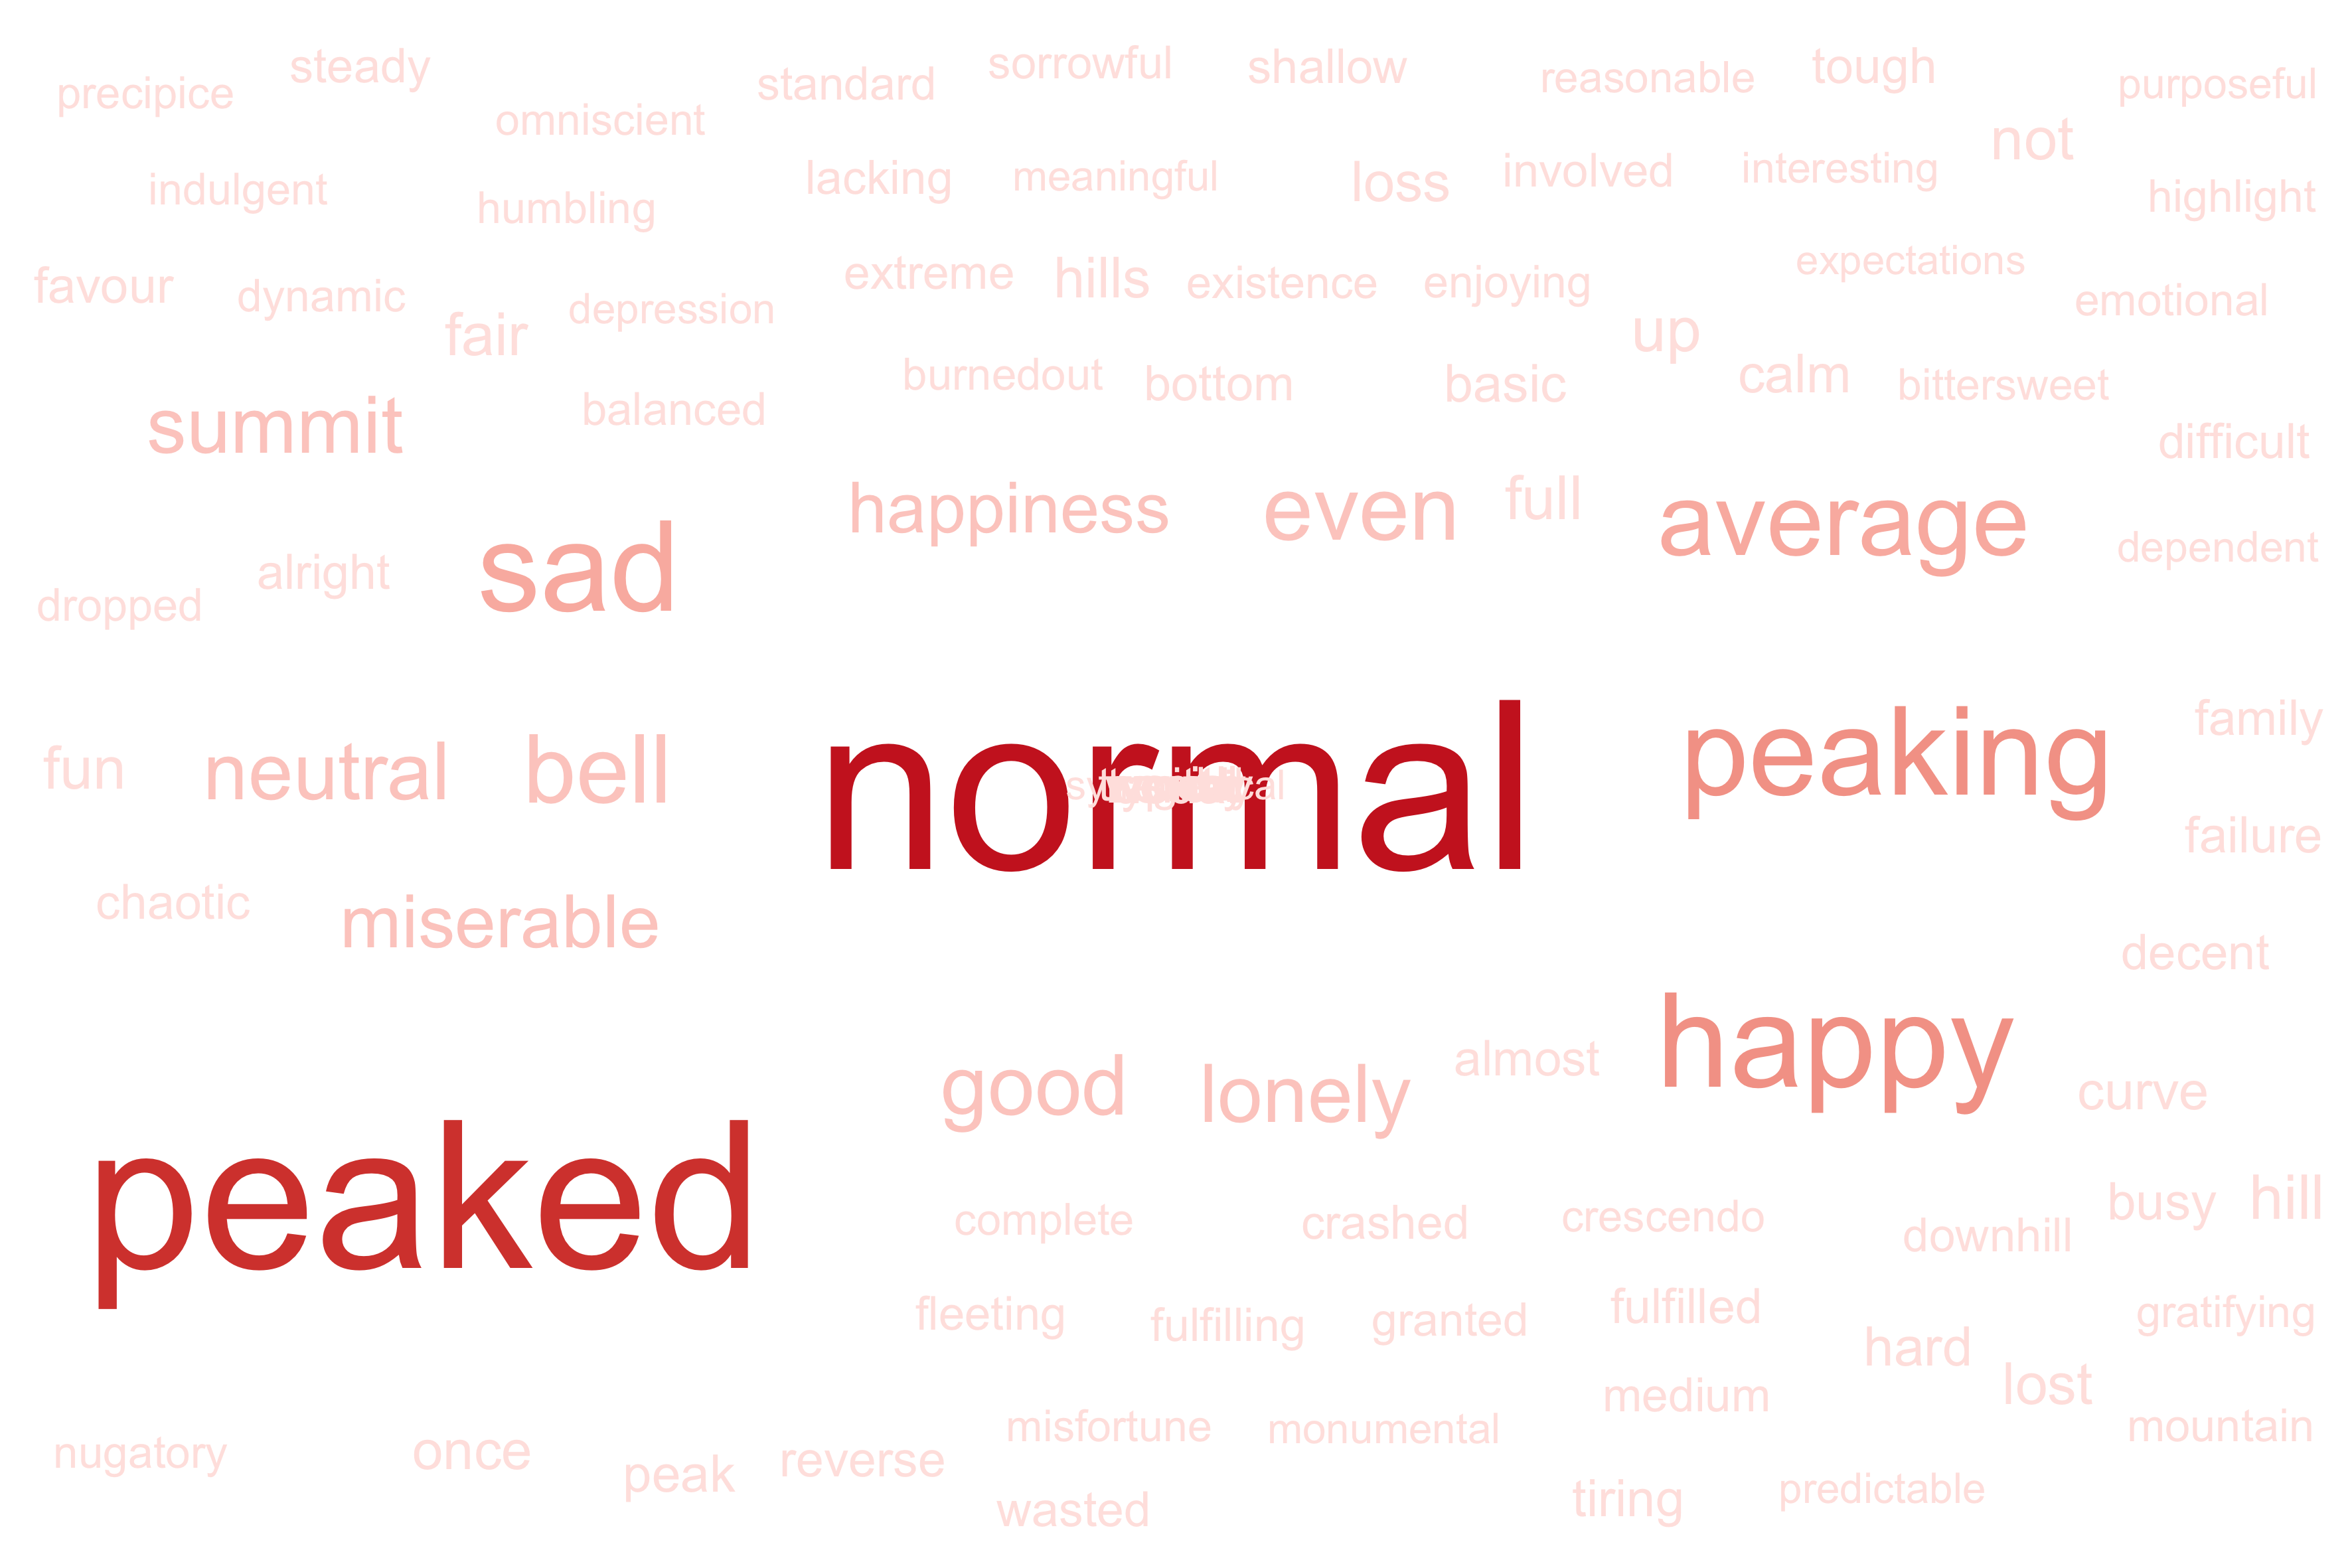 precipice steady omniscient standard sorrowful shallow reasonable tough purposeful
indulgent humbling lacking meaningful loss involved interesting not highlight
favour dynamic fair depression extreme hills existence enjoying up expectations emotional
summit balanced burnedout bottom basic calm bittersweet difficult
sad happiness even full average dependent
dropped alright
fun neutral bell normal peaking family
failure
chaotic miserable decent
good lonely almost happy curve
peaked complete crashed crescendo downhill busy hill
fleeting fulfilling granted fulfilled hard gratifying
medium lost
nugatory once peak reverse misfortune monumental mountain
wasted tiring predictable